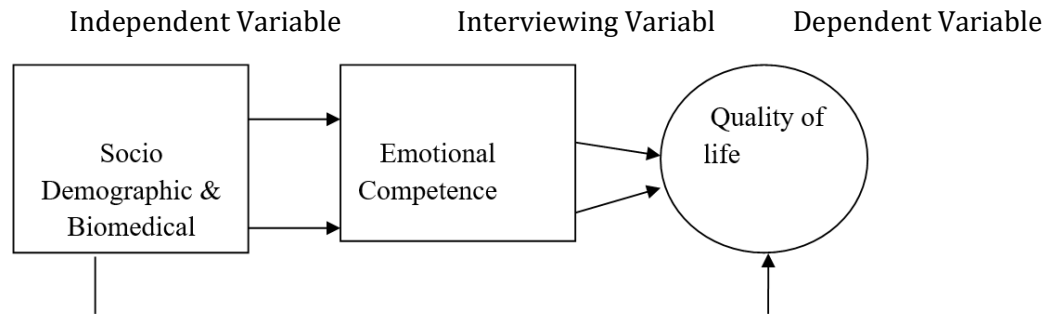 Independent Variable Interviewing Variabl Dependent Variable
Socio
Demographic &
Biomedical
Emotional
Competence
Quality of
life